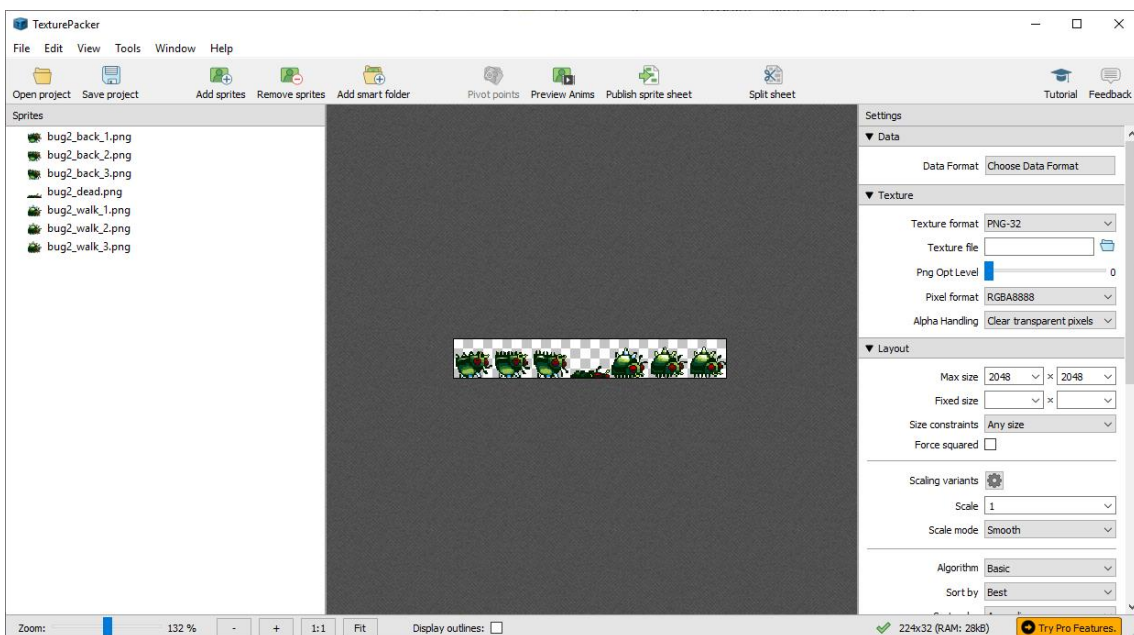 TexturePacker
File Edit View Tools Window Help
Open project Save project Add sprites Remove sprites Add smart folder Pivot points Preview Anims Publish sprite sheet Split sheet Tutorial Feedback
Sprites
bug2_back_1.png
bug2_back_2.png
bug2_back_3.png
bug2_dead.png
bug2_walk_1.png
bug2_walk_2.png
bug2_walk_3.png
Settings
Data
Data Format Choose Data Format
Texture
Texture format PNG-32
Texture file
Png Opt Level 0
Pixel format RGBA8888
Alpha Handling Clear transparent pixels
Layout
Max size 2048 × 2048
Fixed size ×
Size constraints Any size
Force squared
Scaling variants
Scale 1
Scale mode Smooth
Algorithm Basic
Sort by Best
Zoom: 132 % - + 1:1 Fit Display outlines: 224x32 (RAM: 28kB) Try Pro Features.